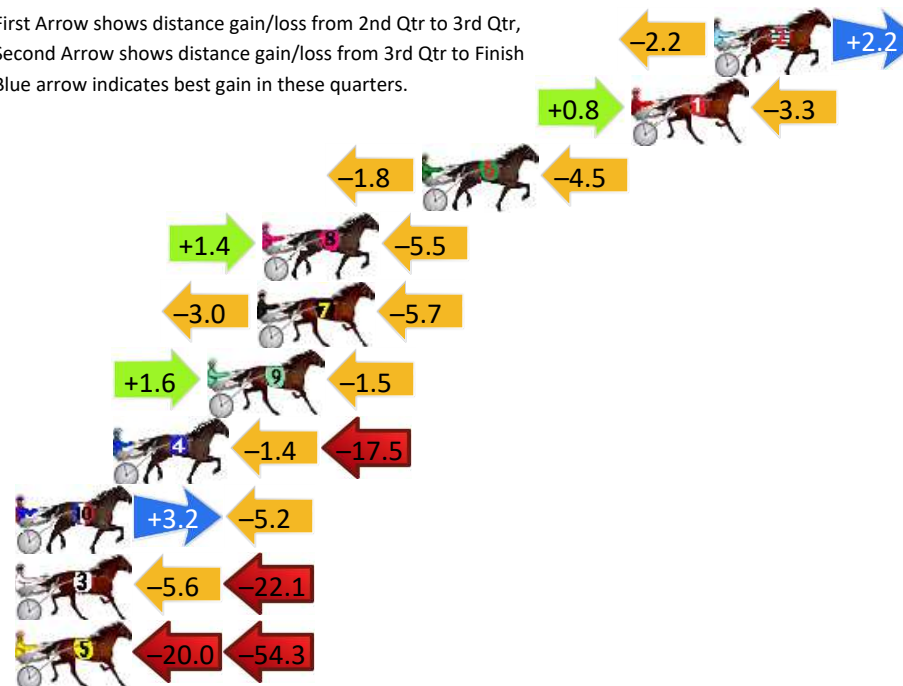 First Arrow shows distance gain/loss from 2nd Qtr to 3rd Qtr,
Second Arrow shows distance gain/loss from 3rd Qtr to Finish
Blue arrow indicates best gain in these quarters.
–2.2 2 +2.2
+0.8 1 –3.3
–1.8 –4.5
+1.4 8 –5.5
–3.0 7 –5.7
+1.6 9 –1.5
4 –1.4 –17.5
10 +3.2 –5.2
3 –5.6 –22.1
5 –20.0 –54.3